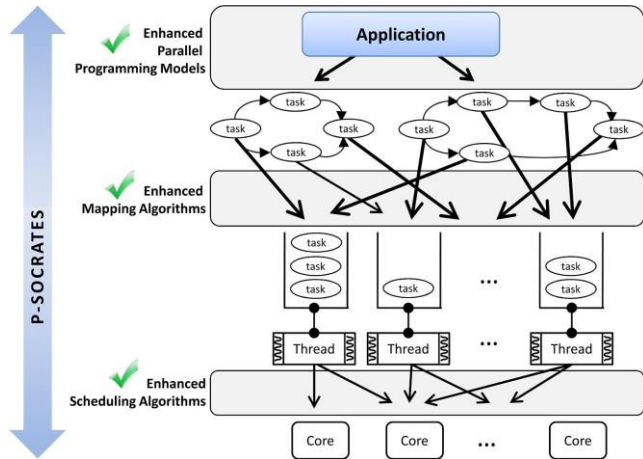 Enhanced
Parallel
Programming Models
Application
task
task
task
task
task
task
task
task
task
Enhanced
Mapping Algorithms
P-SOCRATES
task
task
task
task
task
task
...
Thread
Thread
...
Thread
Enhanced
Scheduling Algorithms
Core
Core
...
Core